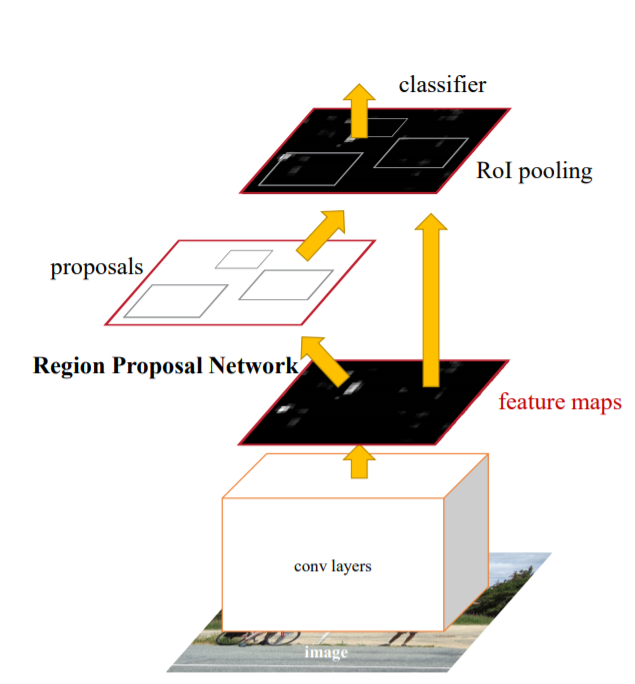 classifier
RoI pooling
proposals
Region Proposal Network
feature maps
conv layers
image